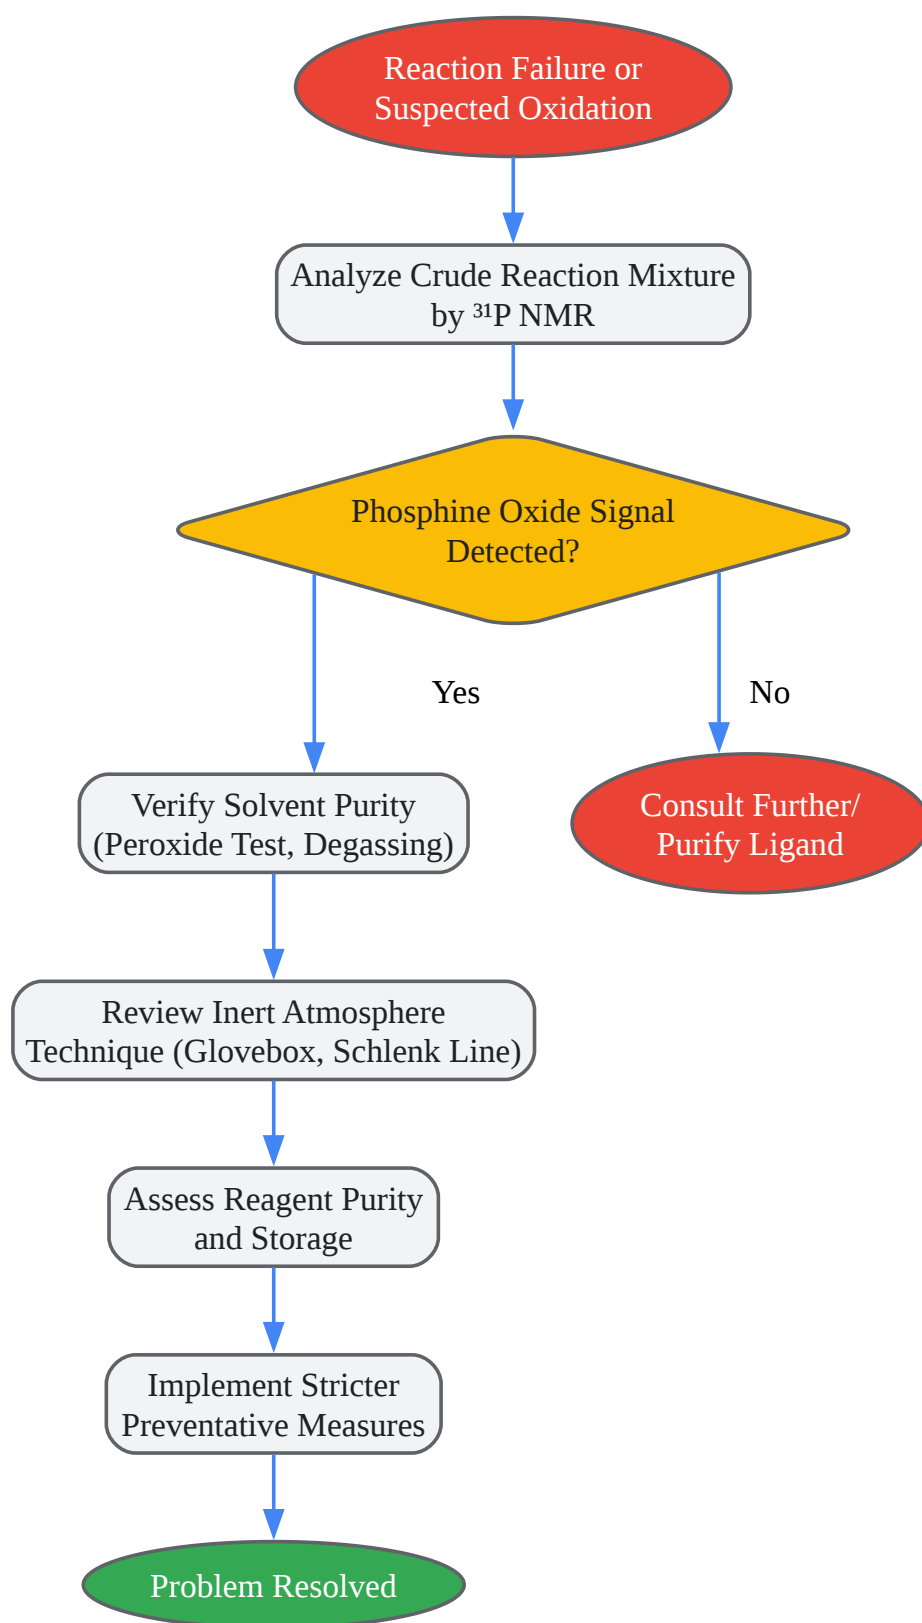 Reaction Failure or
Suspected Oxidation
Analyze Crude Reaction Mixture
by ³¹P NMR
Phosphine Oxide Signal
Detected?
Yes
No
Verify Solvent Purity
(Peroxide Test, Degassing)
Consult Further/
Purify Ligand
Review Inert Atmosphere
Technique (Glovebox, Schlenk Line)
Assess Reagent Purity
and Storage
Implement Stricter
Preventative Measures
Problem Resolved